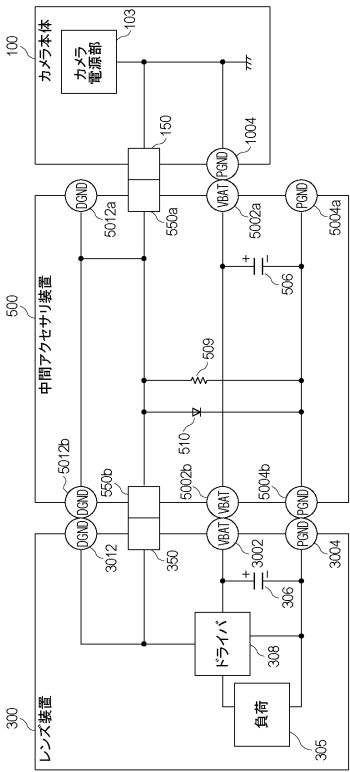 300
レンズ装置
500
中間アクセサリ装置
100
カメラ本体
103
カメラ
電源部
DGND
3012
DGND
5012b
DGND
5012a
350
550b
550a
150
VBAT
3002
VBAT
5002b
VBAT
5002a
PGND
1004
PGND
3004
PGND
5004b
PGND
5004a
ドライバ
308
負荷
305
+
−
306
510
509
+
−
506